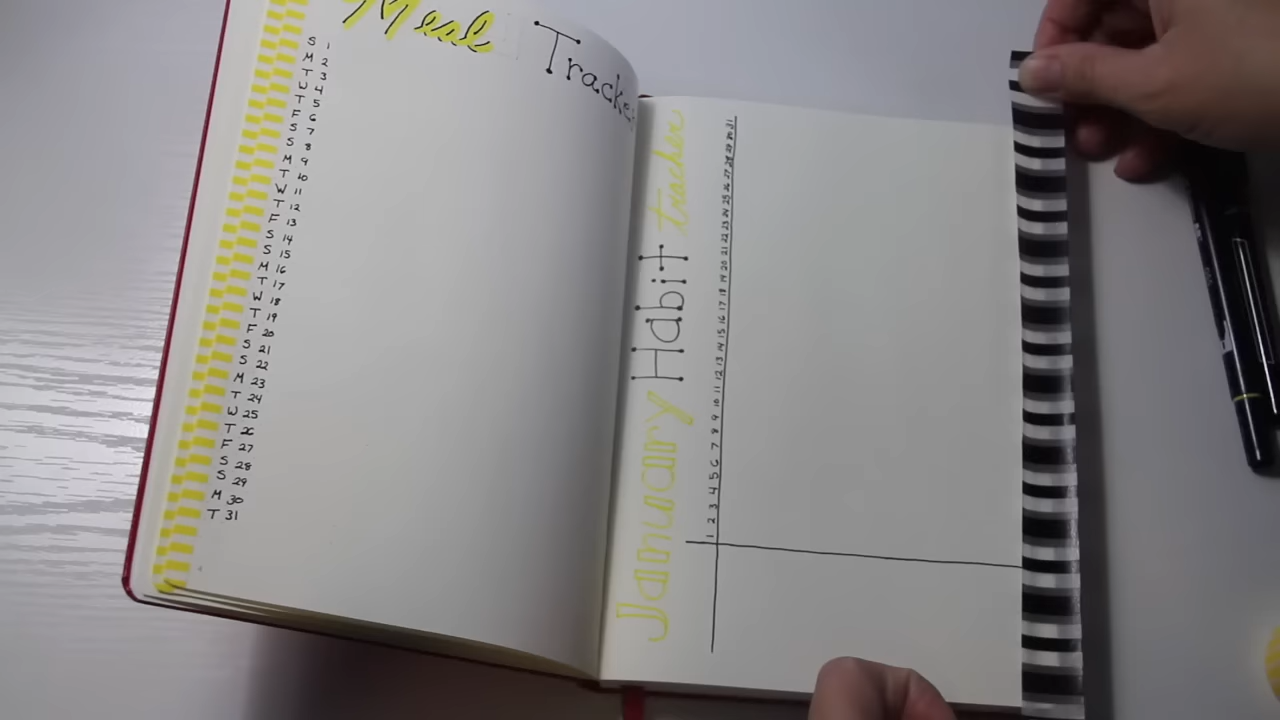 Meal Tracker
S 1
M 2
T 3
W 4
T 5
F 6
S 7
S 8
M 9
T 10
W 11
T 12
F 13
S 14
S 15
M 16
T 17
W 18
T 19
F 20
S 21
S 22
M 23
T 24
W 25
T 26
F 27
S 28
S 29
M 30
T 31
January Habit tracker
1 2 3 4 5 6 7 8 9 10 11 12 13 14 15 16 17 18 19 20 21 22 23 24 25 26 27 28 29 30 31